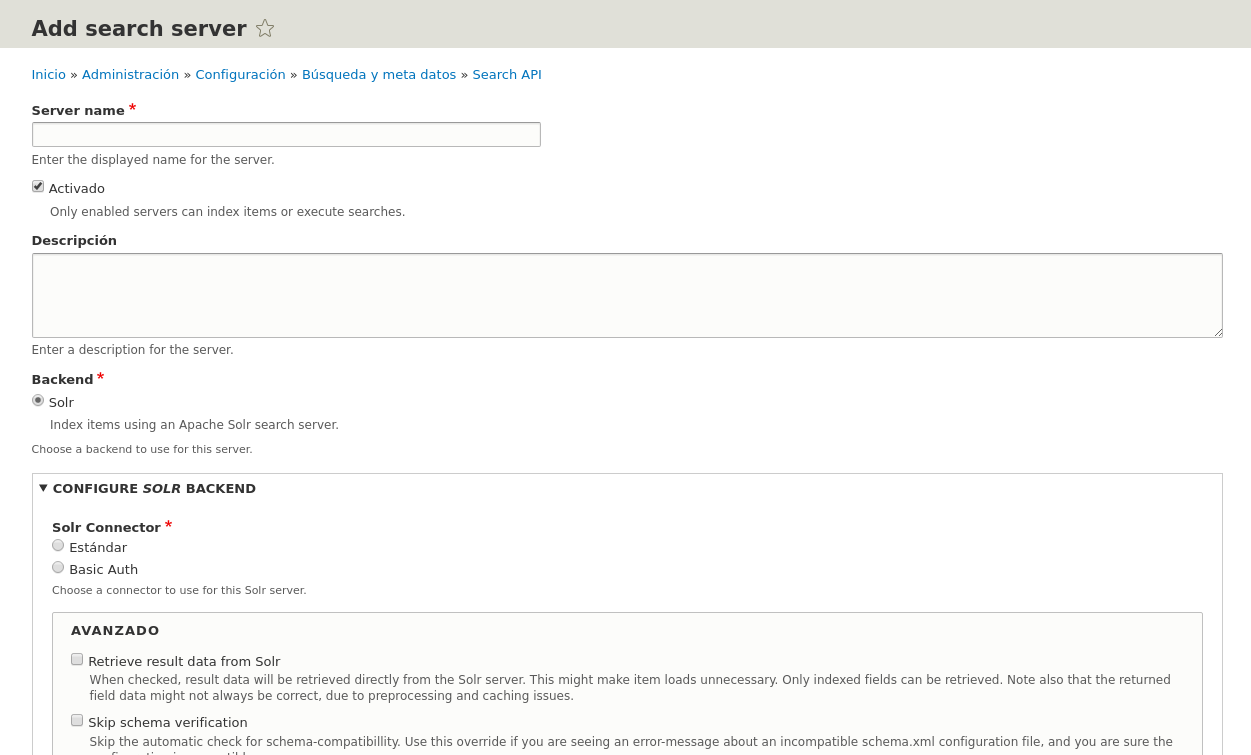 Add search server
Inicio » Administración » Configuración » Búsqueda y meta datos » Search API
Server name *
Enter the displayed name for the server.
Activado
Only enabled servers can index items or execute searches.
Descripción
Enter a description for the server.
Backend *
Solr
Index items using an Apache Solr search server.
Choose a backend to use for this server.
CONFIGURE SOLR BACKEND
Solr Connector *
Estándar
Basic Auth
Choose a connector to use for this Solr server.
AVANZADO
Retrieve result data from Solr
When checked, result data will be retrieved directly from the Solr server. This might make item loads unnecessary. Only indexed fields can be retrieved. Note also that the returned
field data might not always be correct, due to preprocessing and caching issues.
Skip schema verification
Skip the automatic check for schema-compatibillity. Use this override if you are seeing an error-message about an incompatible schema.xml configuration file, and you are sure the